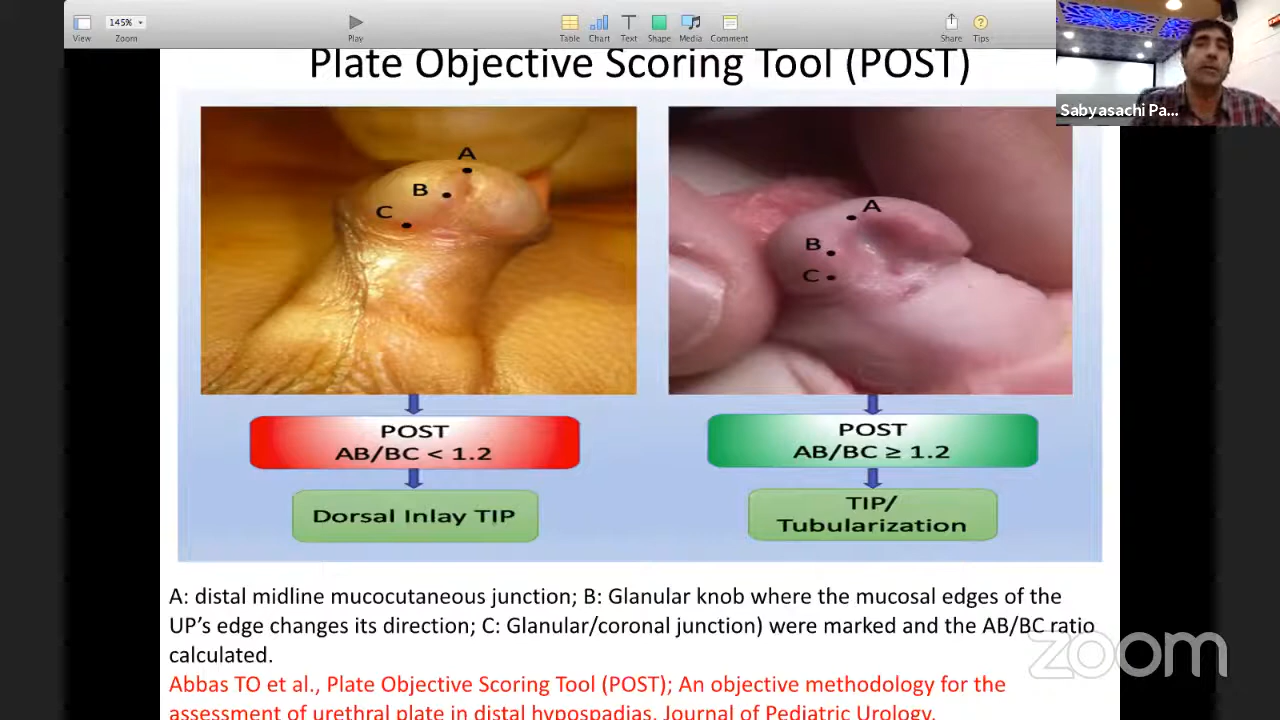 145%
View
Zoom
Play
Table
Chart
Text
Shape
Media
Comment
Share
Tips
Sabyasachi Pa...
Plate Objective Scoring Tool (POST)
A
B
C
A
B
C
POST
AB/BC < 1.2
POST
AB/BC ≥ 1.2
Dorsal Inlay TIP
TIP/
Tubularization
A: distal midline mucocutaneous junction; B: Glanular knob where the mucosal edges of the
UP's edge changes its direction; C: Glanular/coronal junction) were marked and the AB/BC ratio
calculated.
Abbas TO et al., Plate Objective Scoring Tool (POST); An objective methodology for the
assessment of urethral plate in distal hypospadias. Journal of Pediatric Urology.
zoom